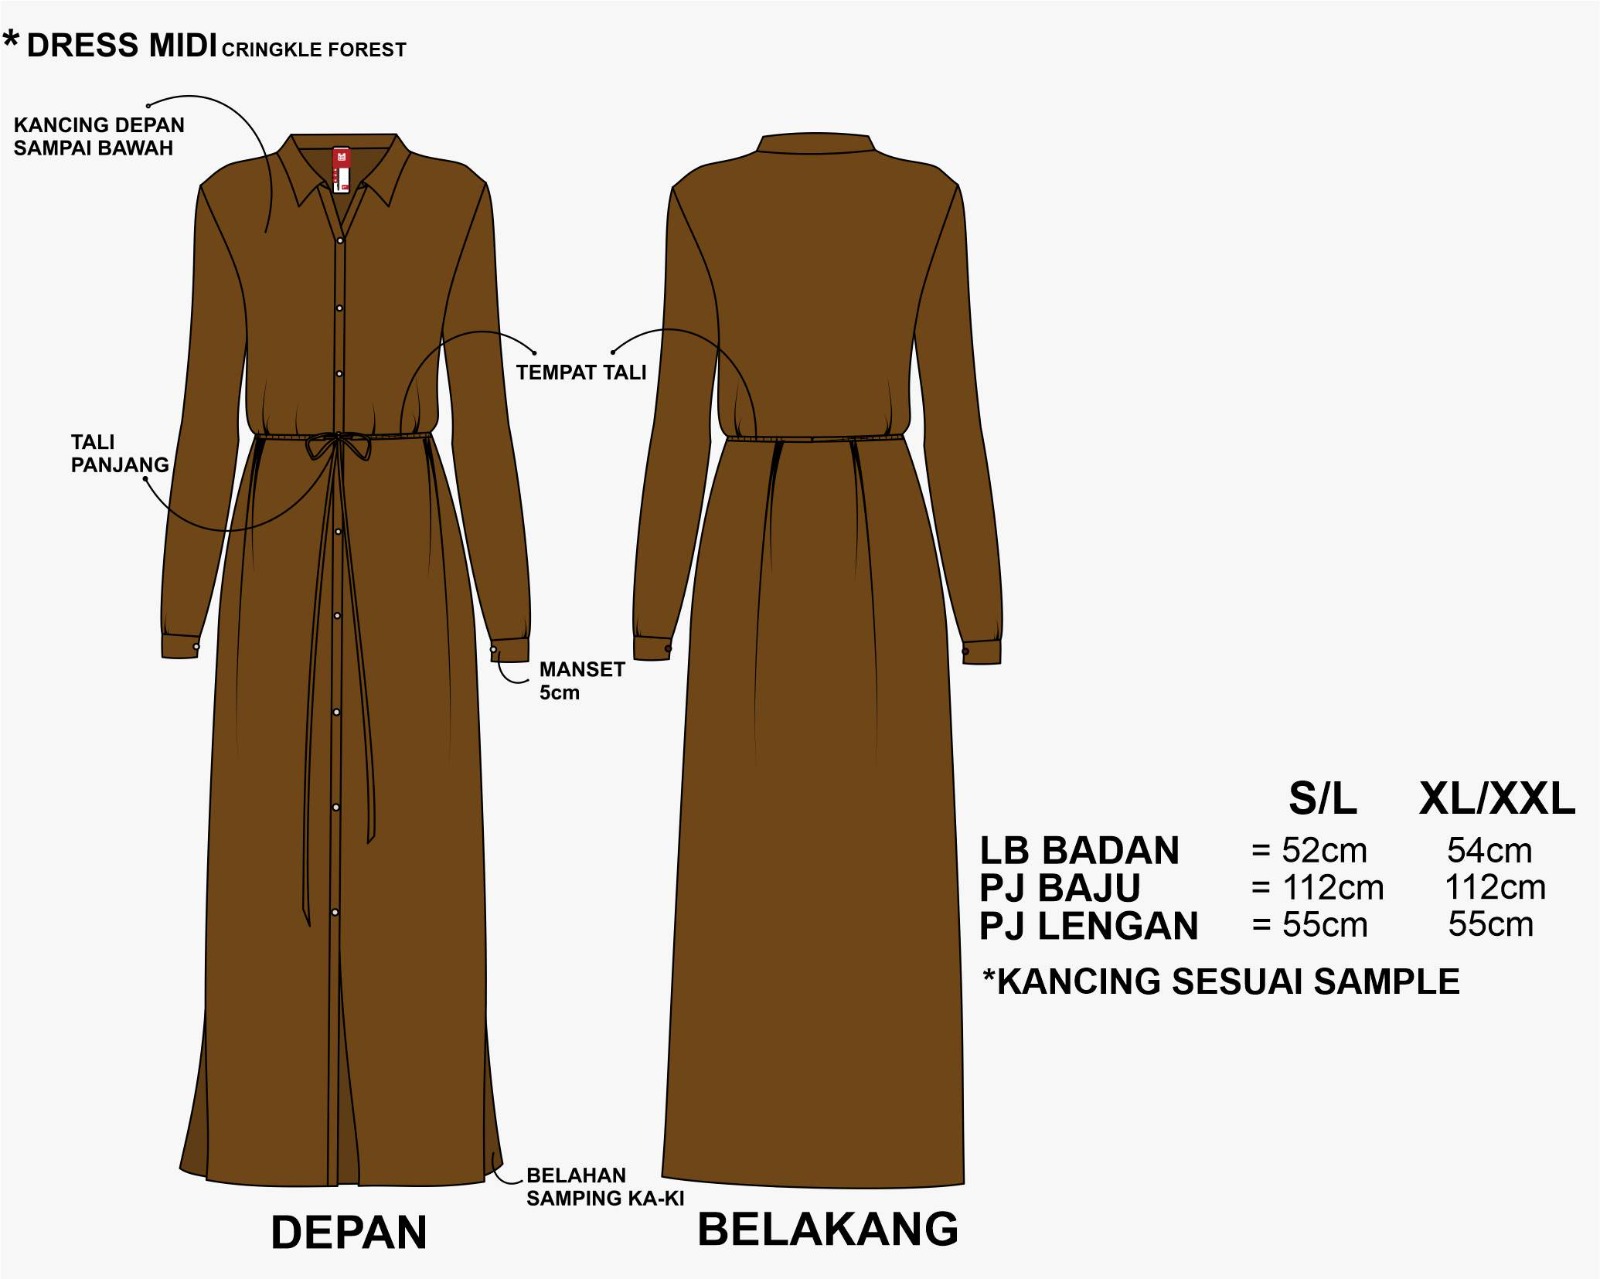 * DRESS MIDI CRINGKLE FOREST
KANCING DEPAN
SAMPAI BAWAH
TEMPAT TALI
TALI
PANJANG
MANSET
5cm
S/L XL/XXL
LB BADAN = 52cm 54cm
PJ BAJU = 112cm 112cm
PJ LENGAN = 55cm 55cm
*KANCING SESUAI SAMPLE
BELAHAN
SAMPING KA-KI
DEPAN
BELAKANG